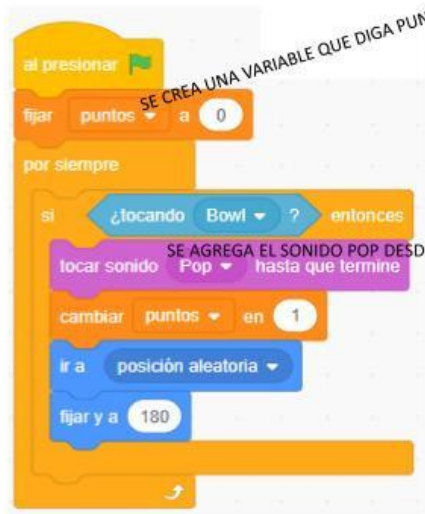 al presionar
SE CREA UNA VARIABLE QUE DIGA PUN
fijar puntos a 0
por siempre
si ¿tocando Bowl ? entonces
SE AGREGA EL SONIDO POP DESD
tocar sonido Pop hasta que termine
cambiar puntos en 1
ir a posición aleatoria
fijar y a 180